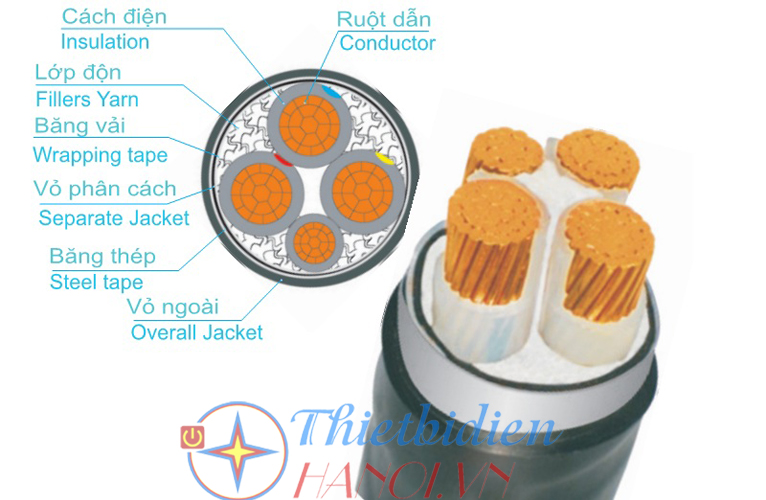 Cách điện
Insulation
Ruột dẫn
Conductor
Lớp độn
Fillers Yarn
Băng vải
Wrapping tape
Vỏ phân cách
Separate Jacket
Băng thép
Steel tape
Vỏ ngoài
Overall Jacket
Thietbidien
HANOI.VN